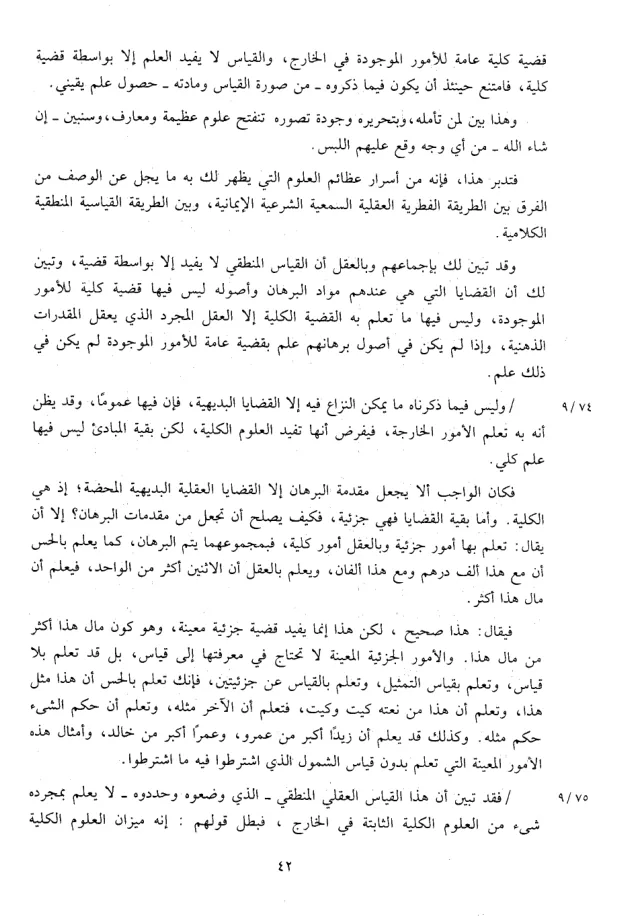 قضية كلية عامة للأمور الموجودة في الخارج، والقياس لا يفيد العلم إلا بواسطة قضية
كلية، فامتنع حينئذ أن يكون فيما ذكروه ـ من صورة القياس ومادته ـ حصول علم يقيني.
وهذا بين لمن تأمله، وبتحريره وجودة تصوره تنفتح علوم عظيمة ومعارف، وسنبين ـ إن
شاء الله ـ من أي وجه وقع عليهم اللبس.
فتدبر هذا، فإنه من أسرار عظائم العلوم التي يظهر لك به ما يجل عن الوصف من
الفرق بين الطريقة الفطرية العقلية السمعية الشرعية الإيمانية، وبين الطريقة القياسية المنطقية
الكلامية.
وقد تبين لك بإجماعهم وبالعقل أن القياس المنطقي لا يفيد إلا بواسطة قضية، وتبين
لك أن القضايا التي هي عندهم مواد البرهان وأصوله ليس فيها قضية كلية للأمور
الموجودة، وليس فيها ما تعلم به القضية الكلية إلا العقل المجرد الذي يعقل المقدرات
الذهنية، وإذا لم يكن في أصول برهانهم علم بقضية عامة للأمور الموجودة لم يكن في
ذلك علم.
٩/٧٤ / وليس فيما ذكرناه ما يمكن النزاع فيه إلا القضايا البديهية، فإن فيها عمومًا، وقد يظن
أنه به تعلم الأمور الخارجة، فيفرض أنها تفيد العلوم الكلية، لكن بقية المبادئ ليس فيها
علم كلي.
فكان الواجب ألا يجعل مقدمة البرهان إلا القضايا العقلية البديهية المحضة؛ إذ هي
الكلية. وأما بقية القضايا فهي جزئية، فكيف يصلح أن تجعل من مقدمات البرهان؟ إلا أن
يقال: تعلم بها أمور جزئية وبالعقل أمور كلية، فبمجموعهما يتم البرهان، كما يعلم بالحس
أن مع هذا ألف درهم ومع هذا ألفان، ويعلم بالعقل أن الاثنين أكثر من الواحد، فيعلم أن
مال هذا أكثر.
فيقال: هذا صحيح ، لكن هذا إنما يفيد قضية جزئية معينة، وهو كون مال هذا أكثر
من مال هذا. والأمور الجزئية المعينة لا تحتاج في معرفتها إلى قياس، بل قد تعلم بلا
قياس، وتعلم بقياس التمثيل، وتعلم بالقياس عن جزئيتين، فإنك تعلم بالحس أن هذا مثل
هذا، وتعلم أن هذا من نعته كيت وكيت، فتعلم أن الآخر مثله، وتعلم أن حكم الشىء
حكم مثله. وكذلك قد يعلم أن زيدًا أكبر من عمرو، وعمرًا أكبر من خالد، وأمثال هذه
الأمور المعينة التي تعلم بدون قياس الشمول الذي اشترطوا فيه ما اشترطوا.
٩/٧٥ / فقد تبين أن هذا القياس العقلي المنطقي ـ الذي وضعوه وحددوه ـ لا يعلم بمجرده
شىء من العلوم الكلية الثابتة في الخارج ، فبطل قولهم : إنه ميزان العلوم الكلية
٤٢